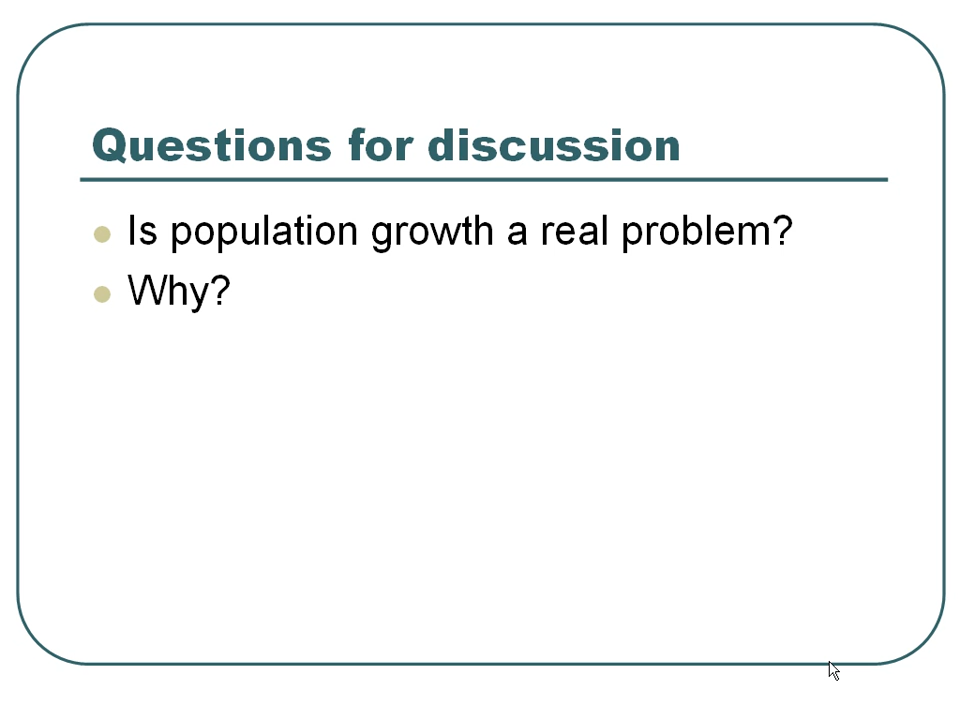 Questions for discussion
Is population growth a real problem?
Why?